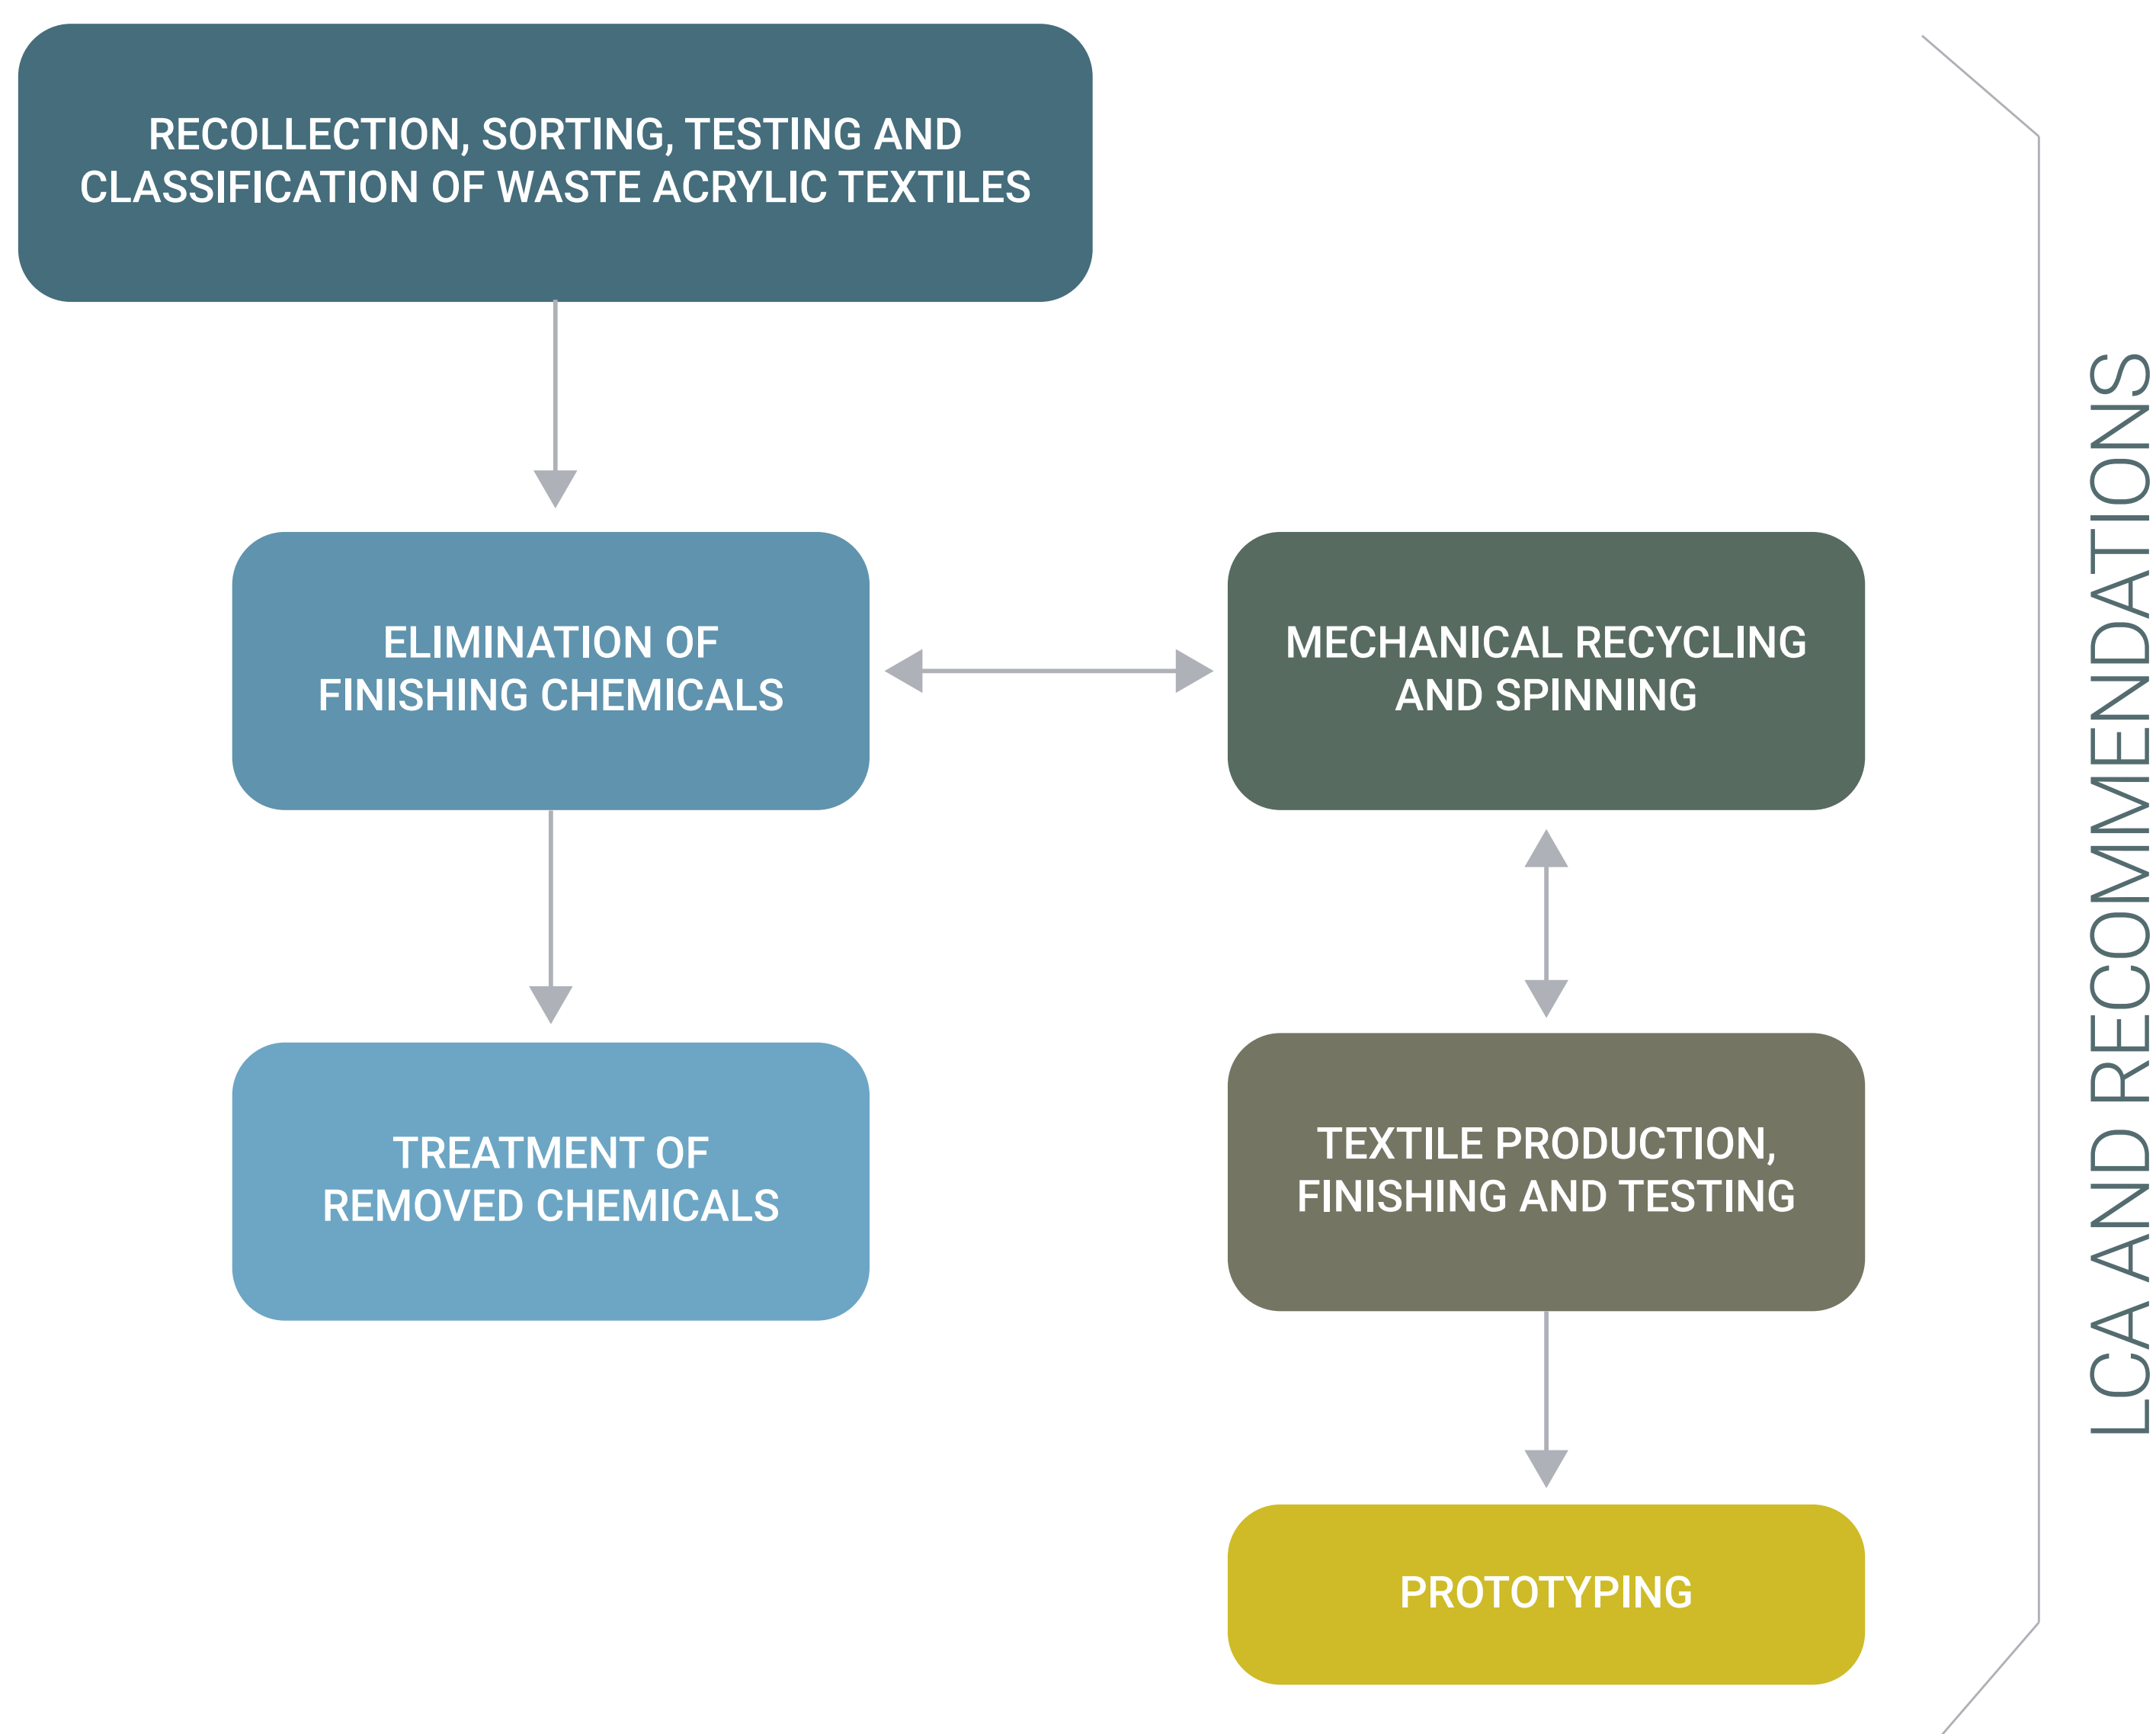 RECOLLECTION, SORTING, TESTING AND
CLASSIFICATION OF WASTE ACRYLIC TEXTILES
ELIMINATION OF
FINISHING CHEMICALS
MECHANICAL RECYCLING
AND SPINNING
TREATMENT OF
REMOVED CHEMICALS
TEXTILE PRODUCTION,
FINISHING AND TESTING
PROTOTYPING
LCA AND RECOMMENDATIONS